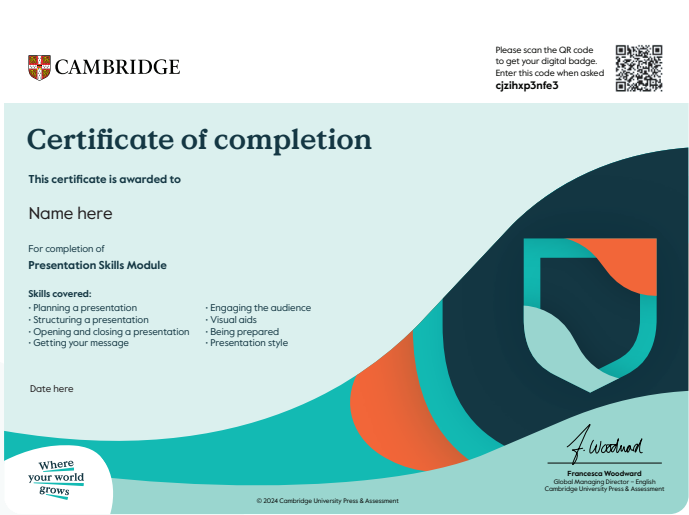 CAMBRIDGE
Please scan the QR code
to get your digital badge.
Enter this code when asked
cjzihxp3nfe3
Certificate of completion
This certificate is awarded to
Name here
For completion of
Presentation Skills Module
Skills covered:
· Planning a presentation
· Structuring a presentation
· Opening and closing a presentation
· Getting your message
· Engaging the audience
· Visual aids
· Being prepared
· Presentation style
Date here
Where
your world
grows
© 2024 Cambridge University Press & Assessment
F. Woodward
Francesca Woodward
Global Managing Director – English
Cambridge University Press & Assessment